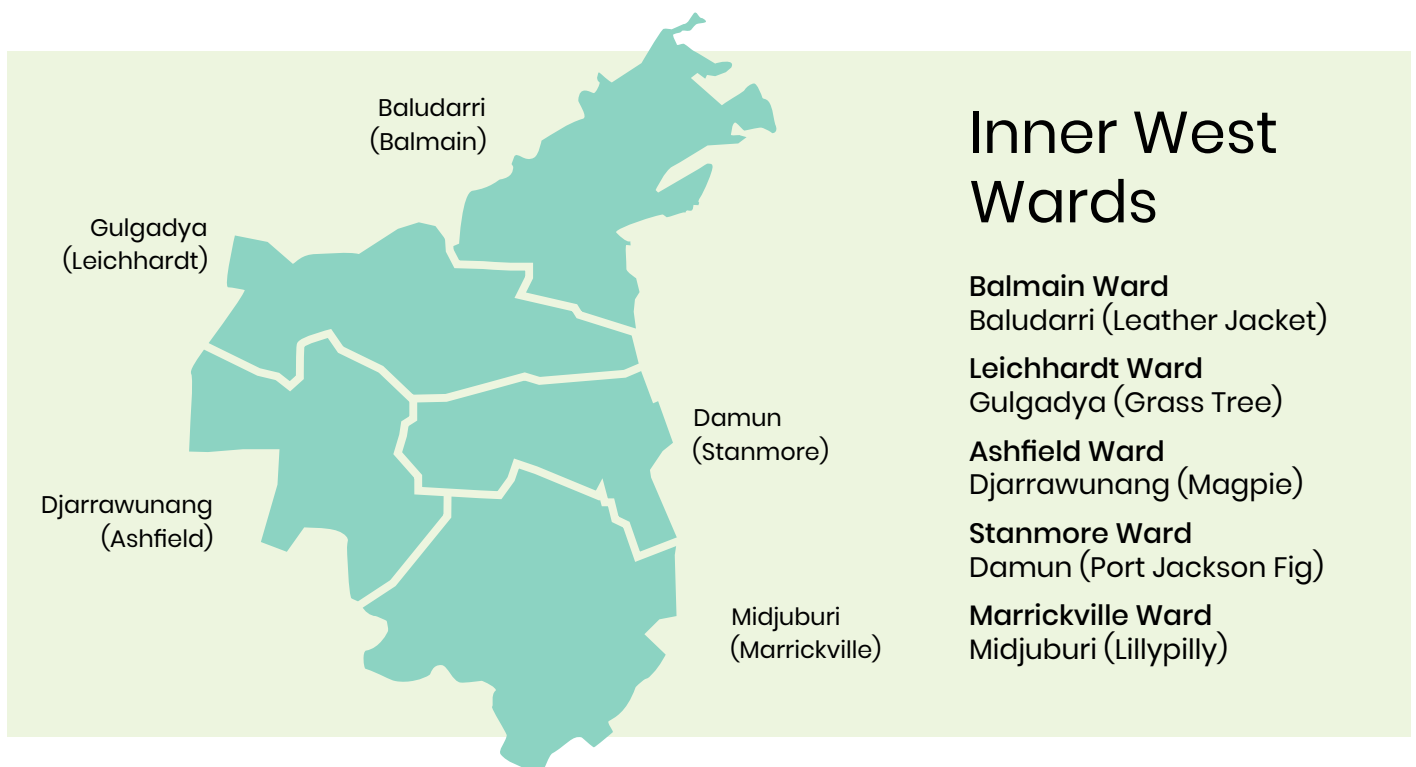 Baludarri
(Balmain)
Gulgadya
(Leichhardt)
Damun
(Stanmore)
Djarrawunang
(Ashfield)
Midjuburi
(Marrickville)
Inner West
Wards
Balmain Ward
Baludarri (Leather Jacket)
Leichhardt Ward
Gulgadya (Grass Tree)
Ashfield Ward
Djarrawunang (Magpie)
Stanmore Ward
Damun (Port Jackson Fig)
Marrickville Ward
Midjuburi (Lillypilly)